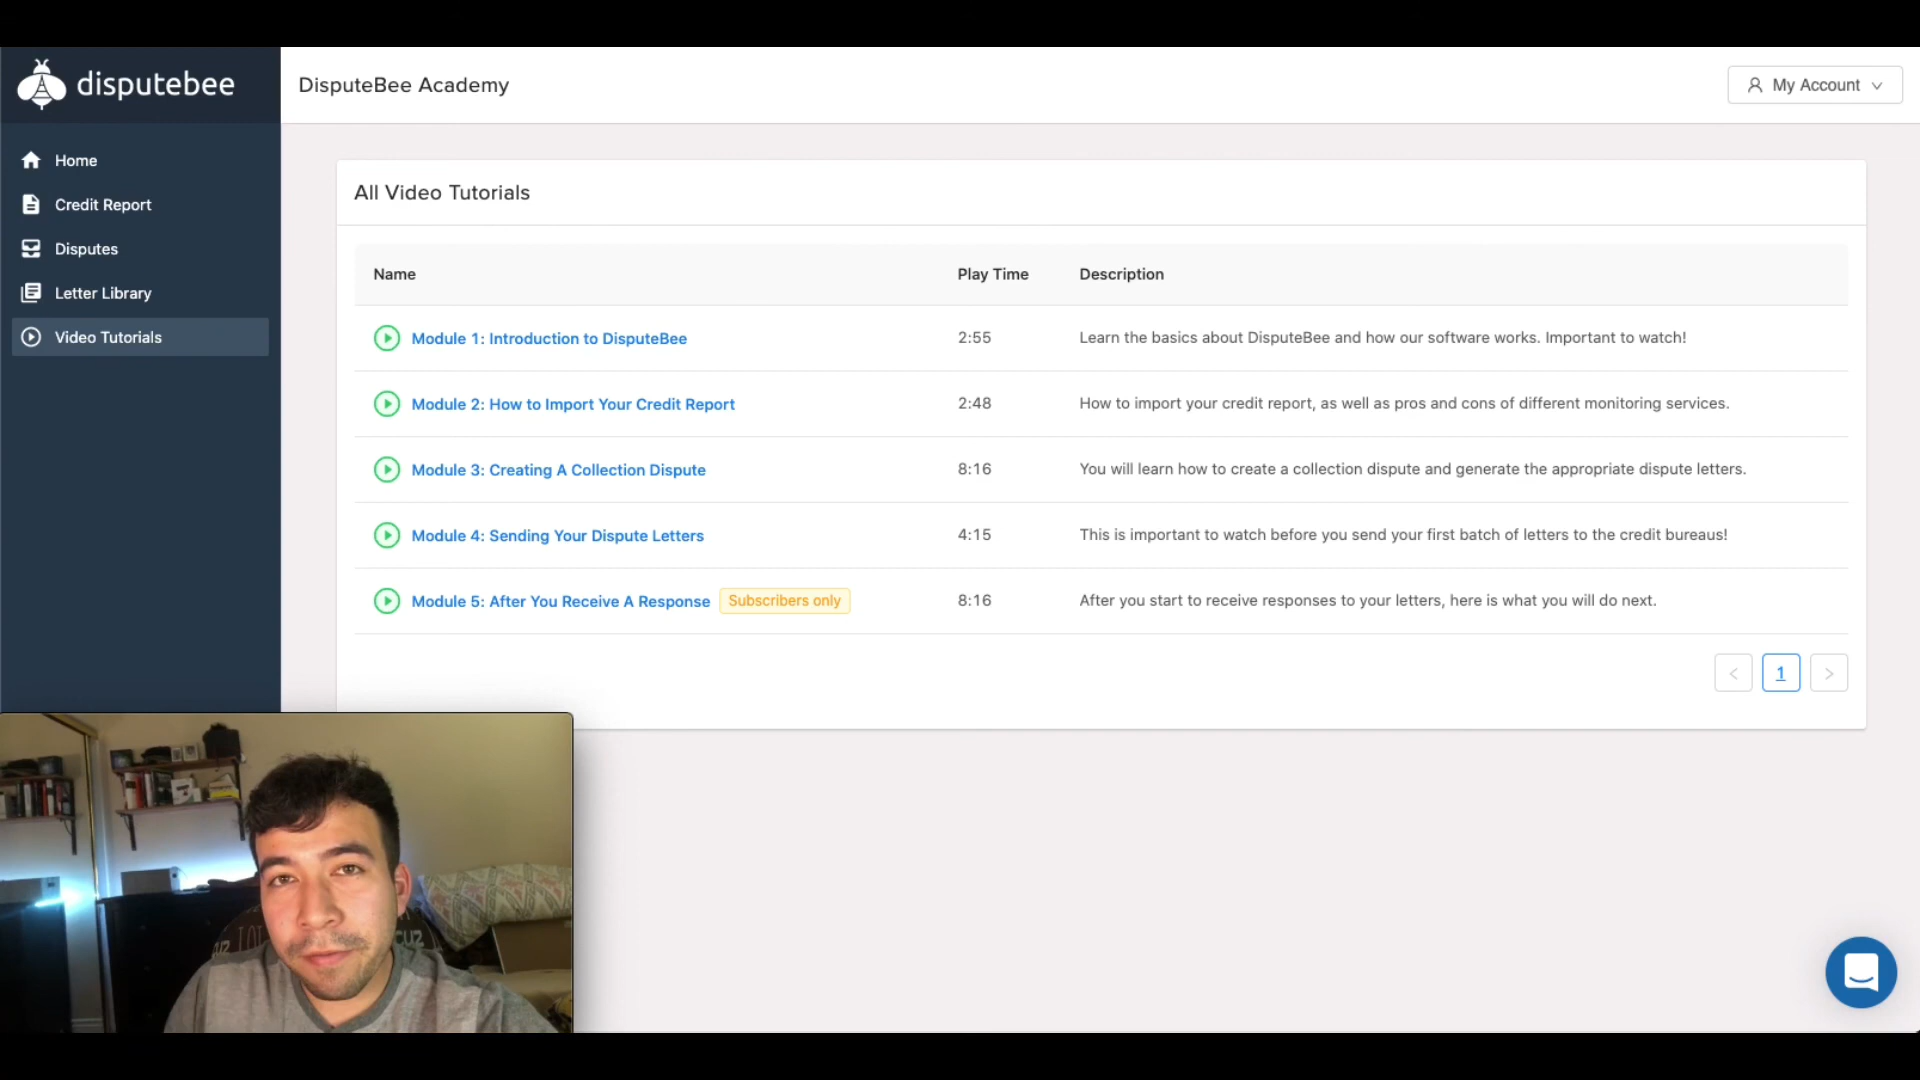 disputebee
DisputeBee Academy
My Account
Home
Credit Report
Disputes
Letter Library
Video Tutorials
All Video Tutorials
Name Play Time Description
Module 1: Introduction to DisputeBee 2:55 Learn the basics about DisputeBee and how our software works. Important to watch!
Module 2: How to Import Your Credit Report 2:48 How to import your credit report, as well as pros and cons of different monitoring services.
Module 3: Creating A Collection Dispute 8:16 You will learn how to create a collection dispute and generate the appropriate dispute letters.
Module 4: Sending Your Dispute Letters 4:15 This is important to watch before you send your first batch of letters to the credit bureaus!
Module 5: After You Receive A Response Subscribers only 8:16 After you start to receive responses to your letters, here is what you will do next.
< 1 >